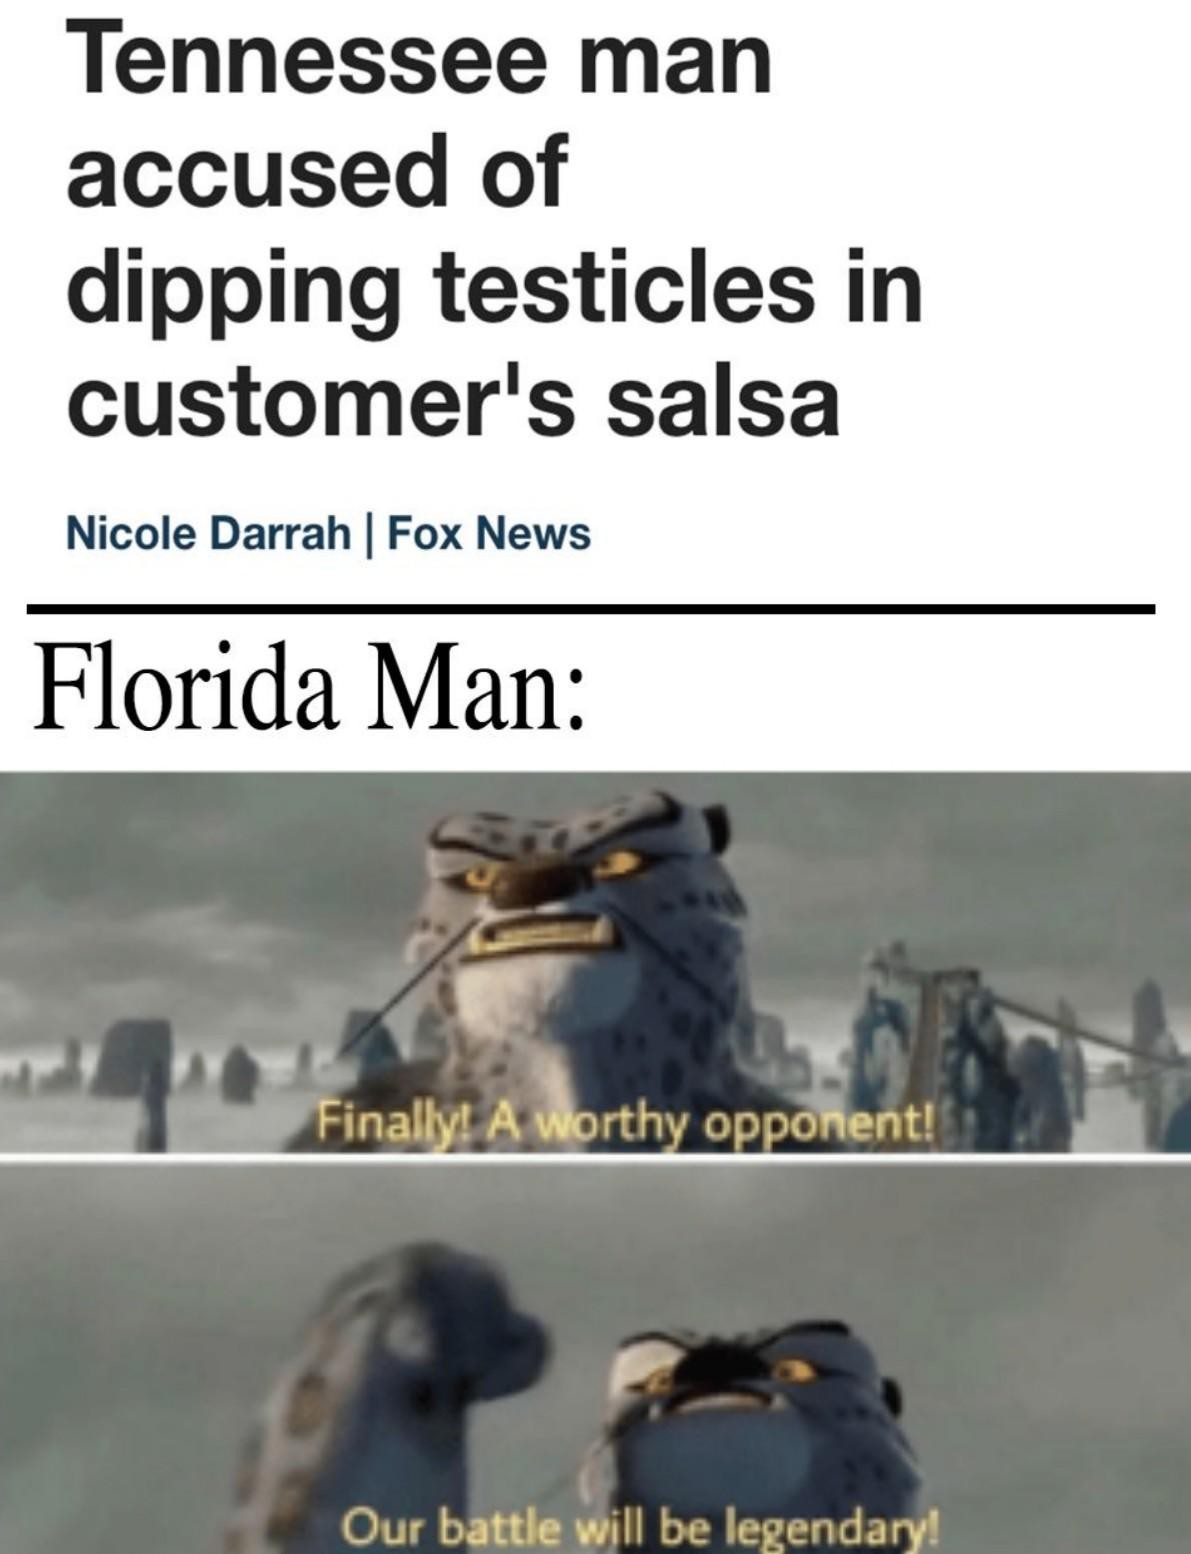 Tennessee man
accused of
dipping testicles in
customer's salsa
Nicole Darrah | Fox News
Florida Man:
Finally! A worthy opponent!
Our battle will be legendary!